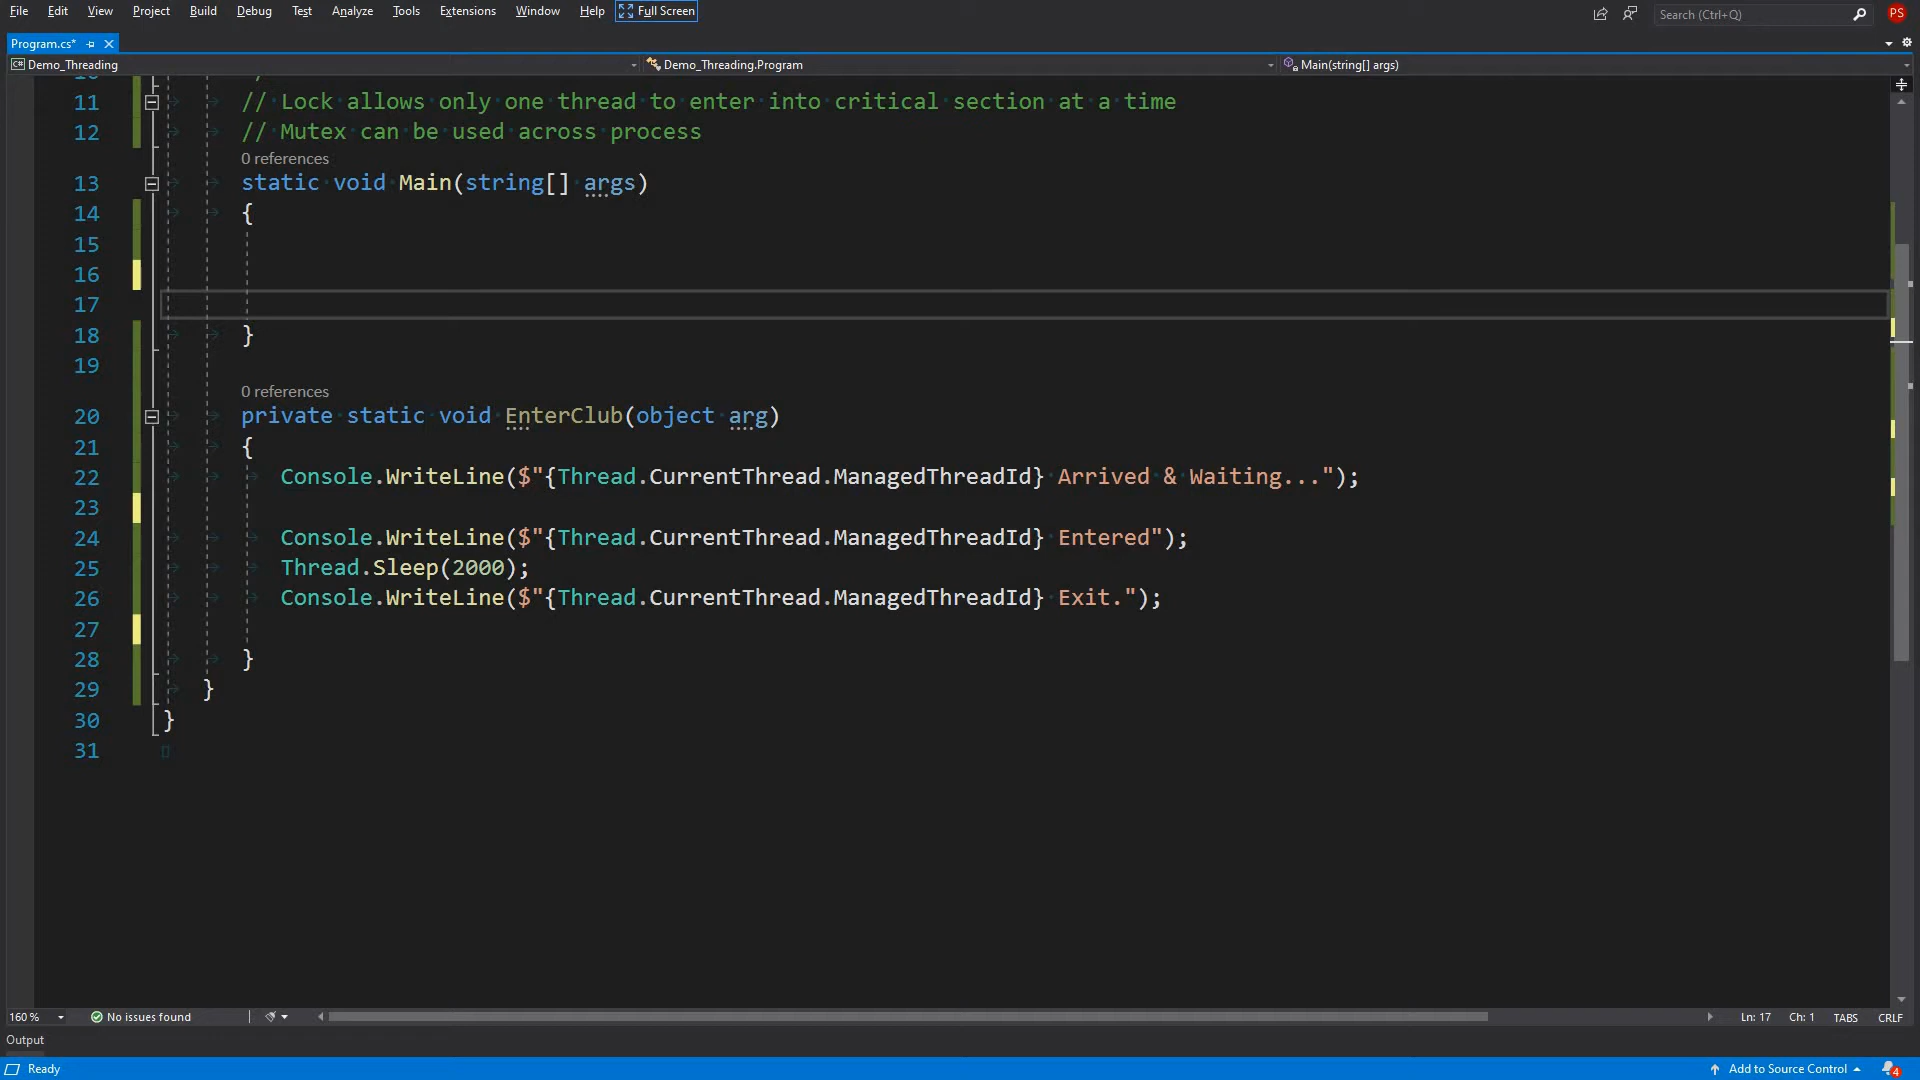 File Edit View Project Build Debug Test Analyze Tools Extensions Window Help Full Screen Search (Ctrl+Q) PS
Program.cs*
C# Demo_Threading Demo_Threading.Program Main(string[] args)
11 // Lock allows only one thread to enter into critical section at a time
12 // Mutex can be used across process
0 references
13 static void Main(string[] args)
14 {
15
16
17
18 }
19
0 references
20 private static void EnterClub(object arg)
21 {
22 Console.WriteLine($"{Thread.CurrentThread.ManagedThreadId} Arrived & Waiting...");
23
24 Console.WriteLine($"{Thread.CurrentThread.ManagedThreadId} Entered");
25 Thread.Sleep(2000);
26 Console.WriteLine($"{Thread.CurrentThread.ManagedThreadId} Exit.");
27
28 }
29 }
30 }
31
160 % No issues found Ln: 17 Ch: 1 TABS CRLF
Output
Ready Add to Source Control 4